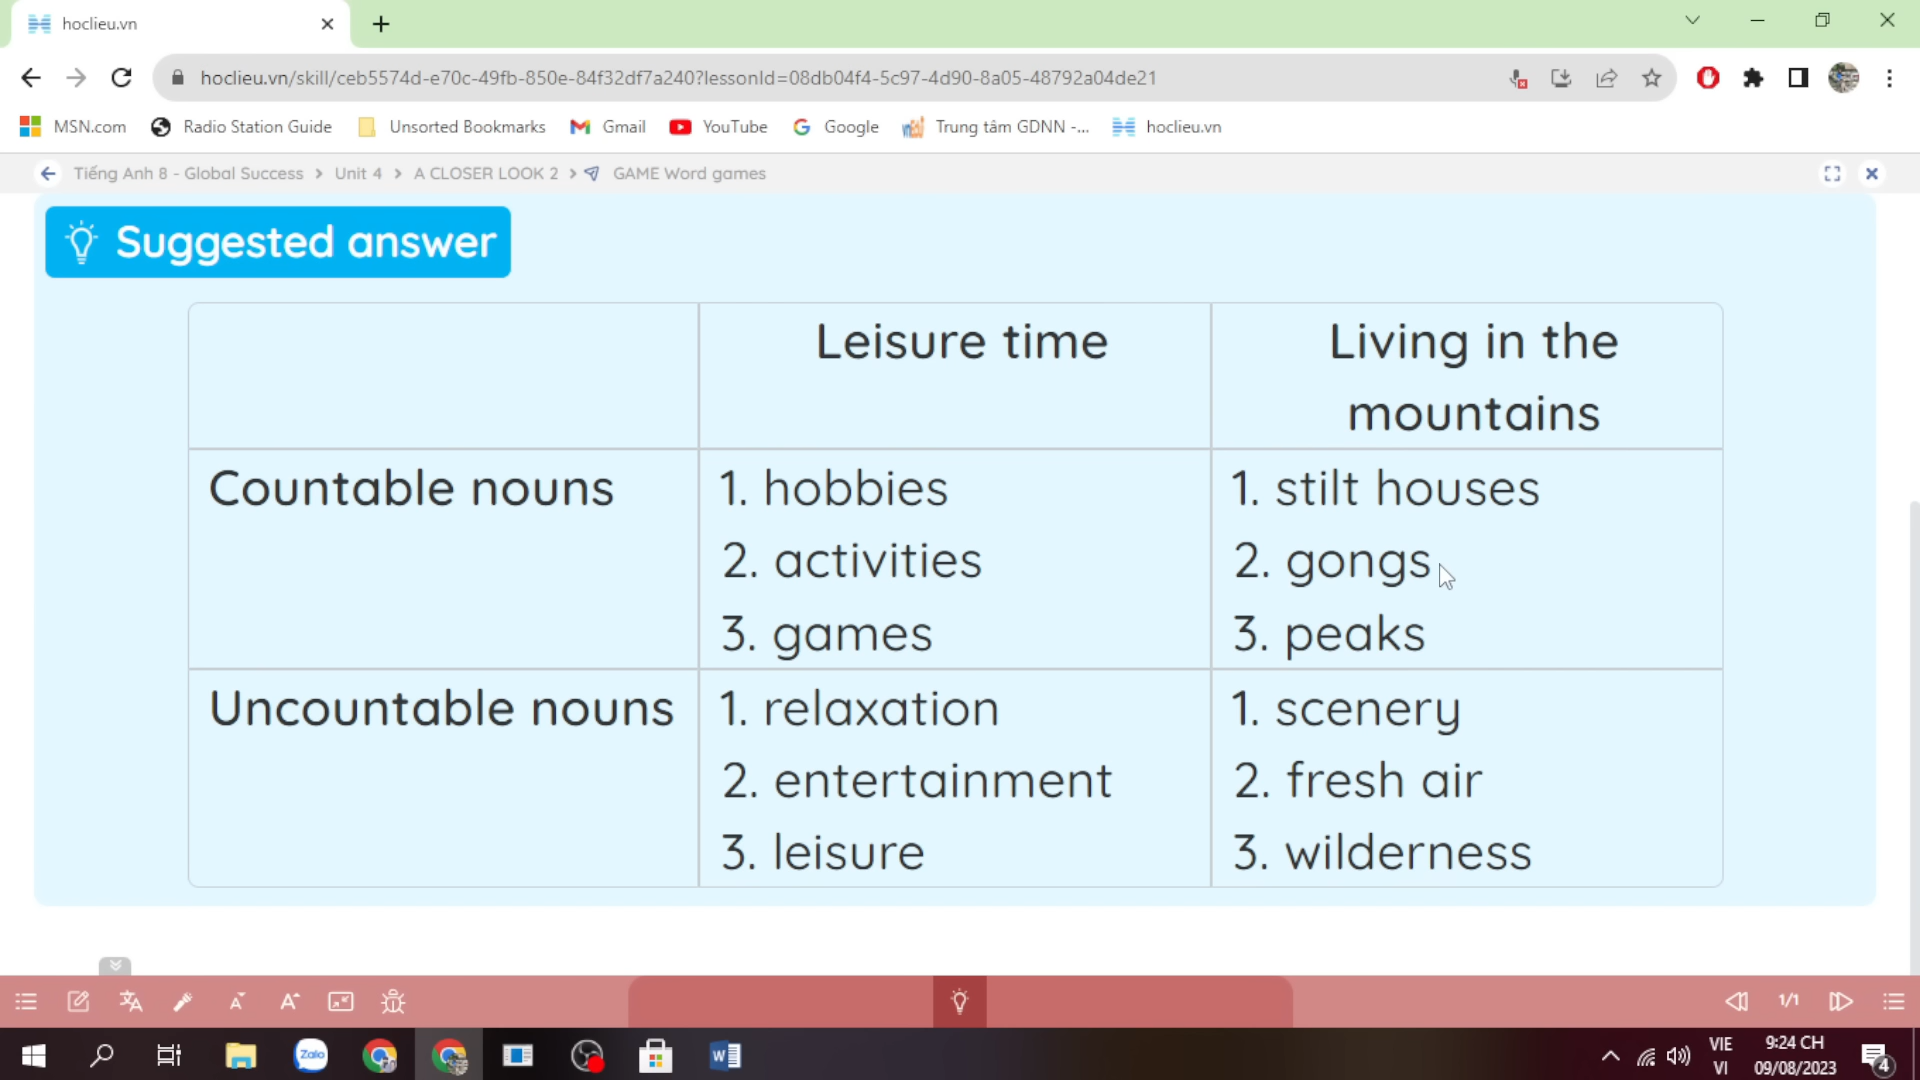 hoclieu.vn
hoclieu.vn/skill/ceb5574d-e70c-49fb-850e-84f32df7a240?lessonId=08db04f4-5c97-4d90-8a05-48792a04de21
MSN.com Radio Station Guide Unsorted Bookmarks Gmail YouTube Google Trung tâm GDNN -... hoclieu.vn
Tiếng Anh 8 - Global Success > Unit 4 > A CLOSER LOOK 2 > GAME Word games
Suggested answer
Leisure time
Living in the
mountains
Countable nouns
1. hobbies
2. activities
3. games
1. stilt houses
2. gongs
3. peaks
Uncountable nouns
1. relaxation
2. entertainment
3. leisure
1. scenery
2. fresh air
3. wilderness
1/1
Zalo
VIE
VI
9:24 CH
09/08/2023
4